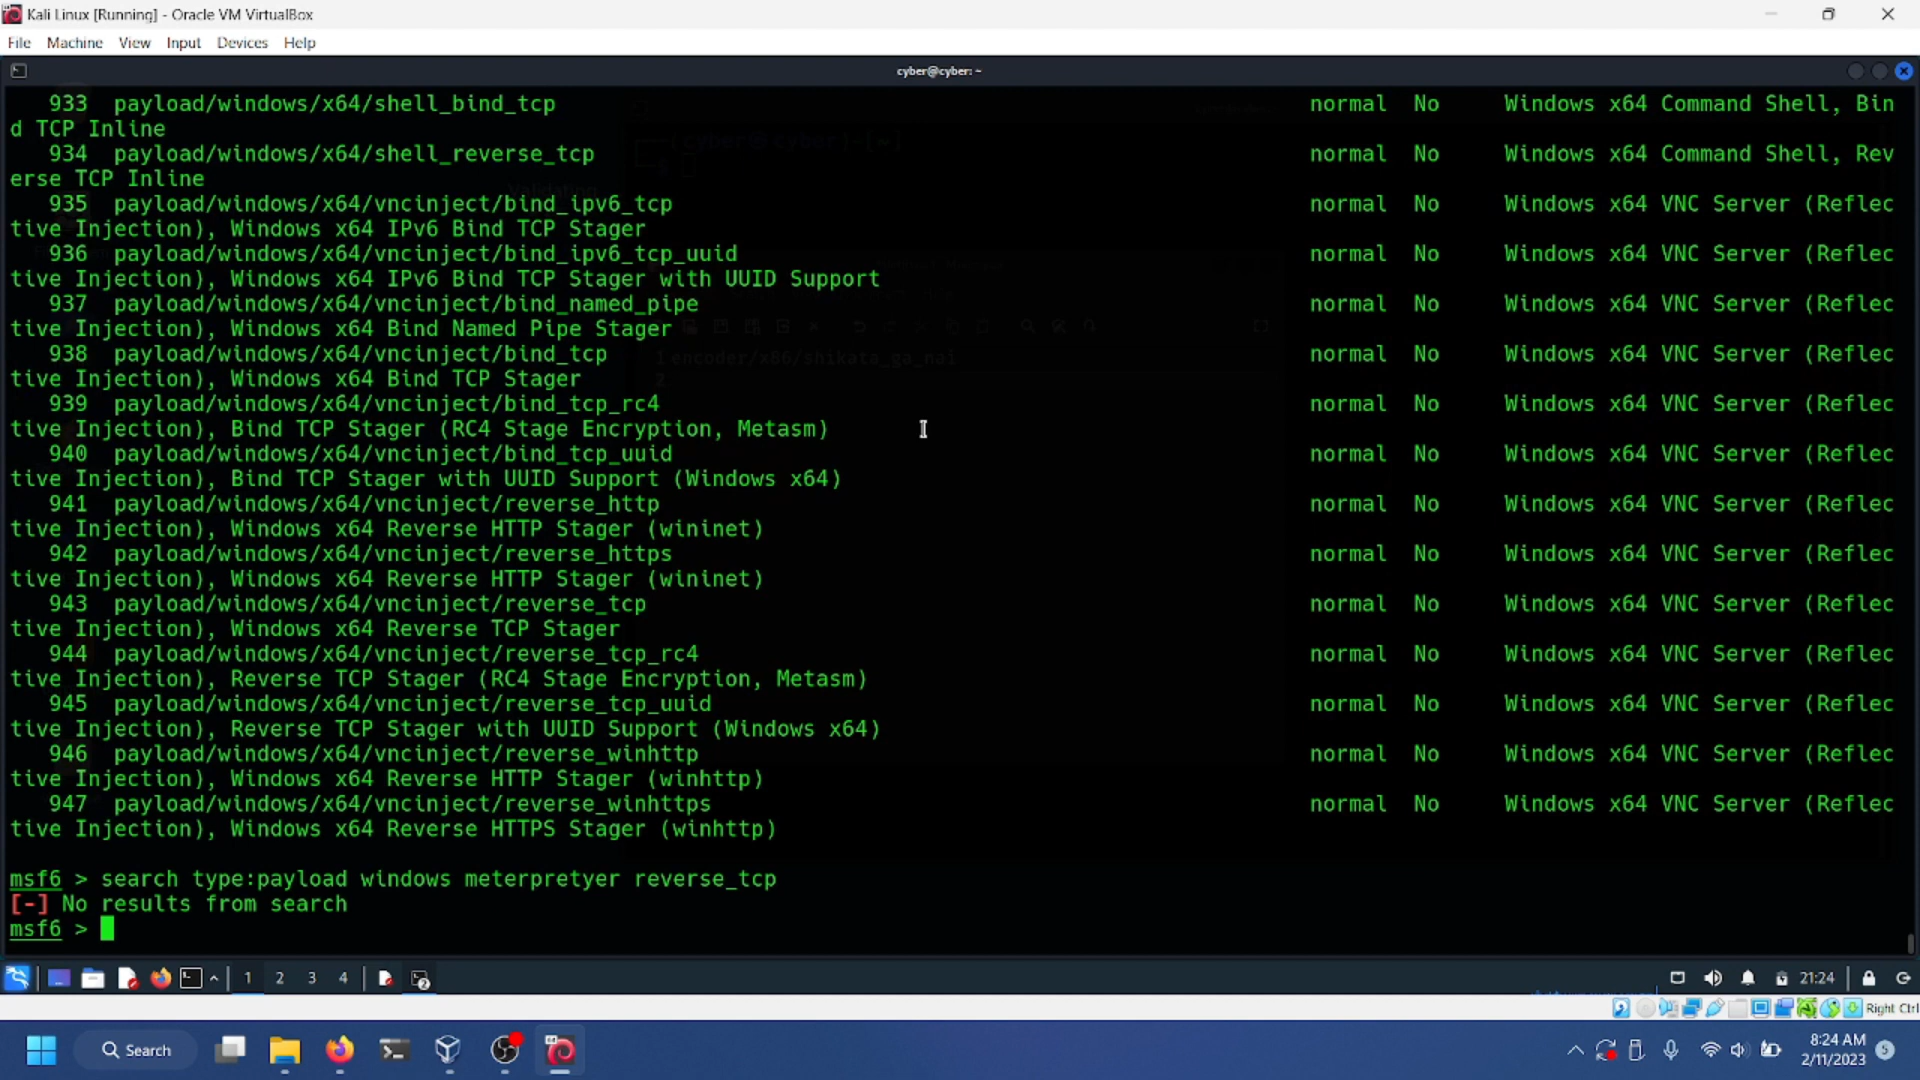 Kali Linux [Running] - Oracle VM VirtualBox
File Machine View Input Devices Help
cyber@cyber: ~
933 payload/windows/x64/shell_bind_tcp normal No Windows x64 Command Shell, Bin
d TCP Inline
934 payload/windows/x64/shell_reverse_tcp normal No Windows x64 Command Shell, Rev
erse TCP Inline
935 payload/windows/x64/vncinject/bind_ipv6_tcp normal No Windows x64 VNC Server (Reflec
tive Injection), Windows x64 IPv6 Bind TCP Stager
936 payload/windows/x64/vncinject/bind_ipv6_tcp_uuid normal No Windows x64 VNC Server (Reflec
tive Injection), Windows x64 IPv6 Bind TCP Stager with UUID Support
937 payload/windows/x64/vncinject/bind_named_pipe normal No Windows x64 VNC Server (Reflec
tive Injection), Windows x64 Bind Named Pipe Stager
938 payload/windows/x64/vncinject/bind_tcp normal No Windows x64 VNC Server (Reflec
1 encoder/x86/shikata_ga_nai
tive Injection), Windows x64 Bind TCP Stager
2
939 payload/windows/x64/vncinject/bind_tcp_rc4 normal No Windows x64 VNC Server (Reflec
tive Injection), Bind TCP Stager (RC4 Stage Encryption, Metasm)
940 payload/windows/x64/vncinject/bind_tcp_uuid normal No Windows x64 VNC Server (Reflec
tive Injection), Bind TCP Stager with UUID Support (Windows x64)
941 payload/windows/x64/vncinject/reverse_http normal No Windows x64 VNC Server (Reflec
tive Injection), Windows x64 Reverse HTTP Stager (wininet)
942 payload/windows/x64/vncinject/reverse_https normal No Windows x64 VNC Server (Reflec
tive Injection), Windows x64 Reverse HTTP Stager (wininet)
943 payload/windows/x64/vncinject/reverse_tcp normal No Windows x64 VNC Server (Reflec
tive Injection), Windows x64 Reverse TCP Stager
944 payload/windows/x64/vncinject/reverse_tcp_rc4 normal No Windows x64 VNC Server (Reflec
tive Injection), Reverse TCP Stager (RC4 Stage Encryption, Metasm)
945 payload/windows/x64/vncinject/reverse_tcp_uuid normal No Windows x64 VNC Server (Reflec
tive Injection), Reverse TCP Stager with UUID Support (Windows x64)
946 payload/windows/x64/vncinject/reverse_winhttp normal No Windows x64 VNC Server (Reflec
tive Injection), Windows x64 Reverse HTTP Stager (winhttp)
947 payload/windows/x64/vncinject/reverse_winhttps normal No Windows x64 VNC Server (Reflec
tive Injection), Windows x64 Reverse HTTPS Stager (winhttp)
msf6 > search type:payload windows meterpretyer reverse_tcp
[-] No results from search
msf6 >
1 2 3 4 2 21:24
Right Ctrl
Search 8:24 AM
2/11/2023 5